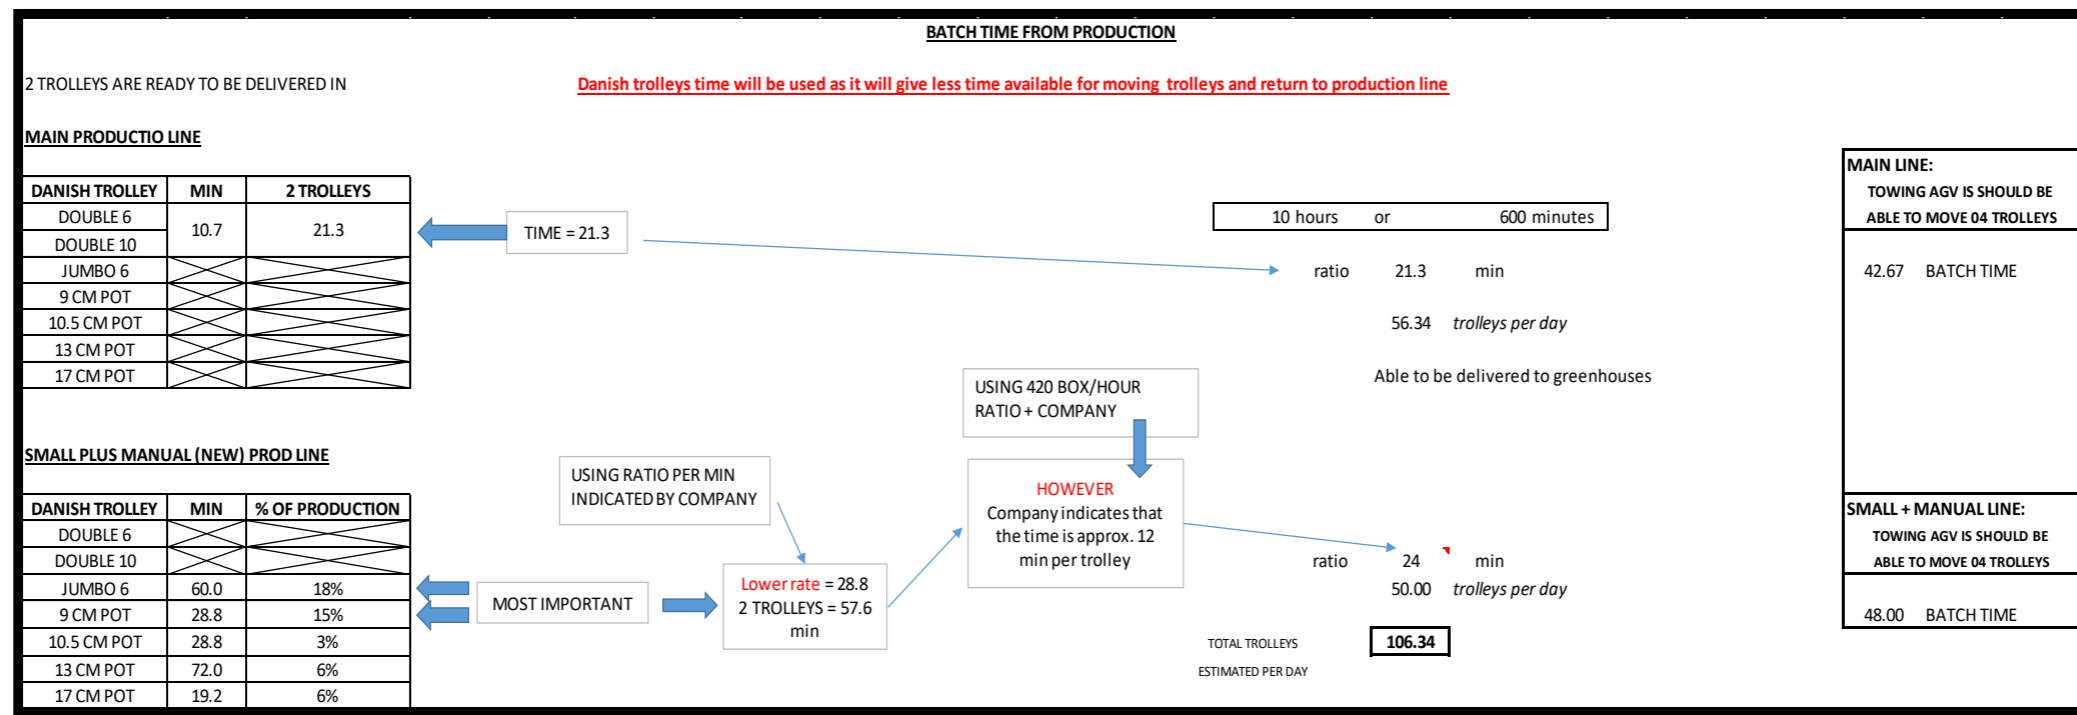 BATCH TIME FROM PRODUCTION
2 TROLLEYS ARE READY TO BE DELIVERED IN
Danish trolleys time will be used as it will give less time available for moving trolleys and return to production line
MAIN PRODUCTIO LINE
DANISH TROLLEY MIN 2 TROLLEYS
DOUBLE 6
DOUBLE 10
10.7 21.3
JUMBO 6
9 CM POT
10.5 CM POT
13 CM POT
17 CM POT
TIME = 21.3
10 hours or 600 minutes
ratio 21.3 min
56.34 trolleys per day
Able to be delivered to greenhouses
MAIN LINE:
TOWING AGV IS SHOULD BE
ABLE TO MOVE 04 TROLLEYS
42.67 BATCH TIME
SMALL PLUS MANUAL (NEW) PROD LINE
DANISH TROLLEY MIN % OF PRODUCTION
DOUBLE 6
DOUBLE 10
JUMBO 6 60.0 18%
9 CM POT 28.8 15%
10.5 CM POT 28.8 3%
13 CM POT 72.0 6%
17 CM POT 19.2 6%
MOST IMPORTANT
USING RATIO PER MIN
INDICATED BY COMPANY
Lower rate = 28.8
2 TROLLEYS = 57.6
min
USING 420 BOX/HOUR
RATIO + COMPANY
HOWEVER
Company indicates that
the time is approx. 12
min per trolley
ratio 24 min
50.00 trolleys per day
TOTAL TROLLEYS 106.34
ESTIMATED PER DAY
SMALL + MANUAL LINE:
TOWING AGV IS SHOULD BE
ABLE TO MOVE 04 TROLLEYS
48.00 BATCH TIME